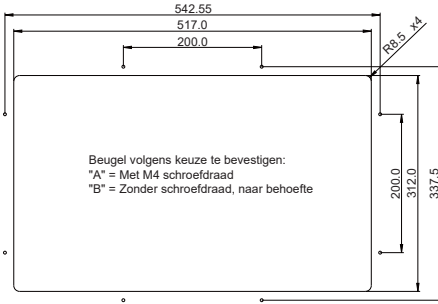 542.55
517.0
200.0
R8.5 x4
Beugel volgens keuze te bevestigen:
"A" = Met M4 schroefdraad
"B" = Zonder schroefdraad, naar behoefte
200.0
312.0
337.5